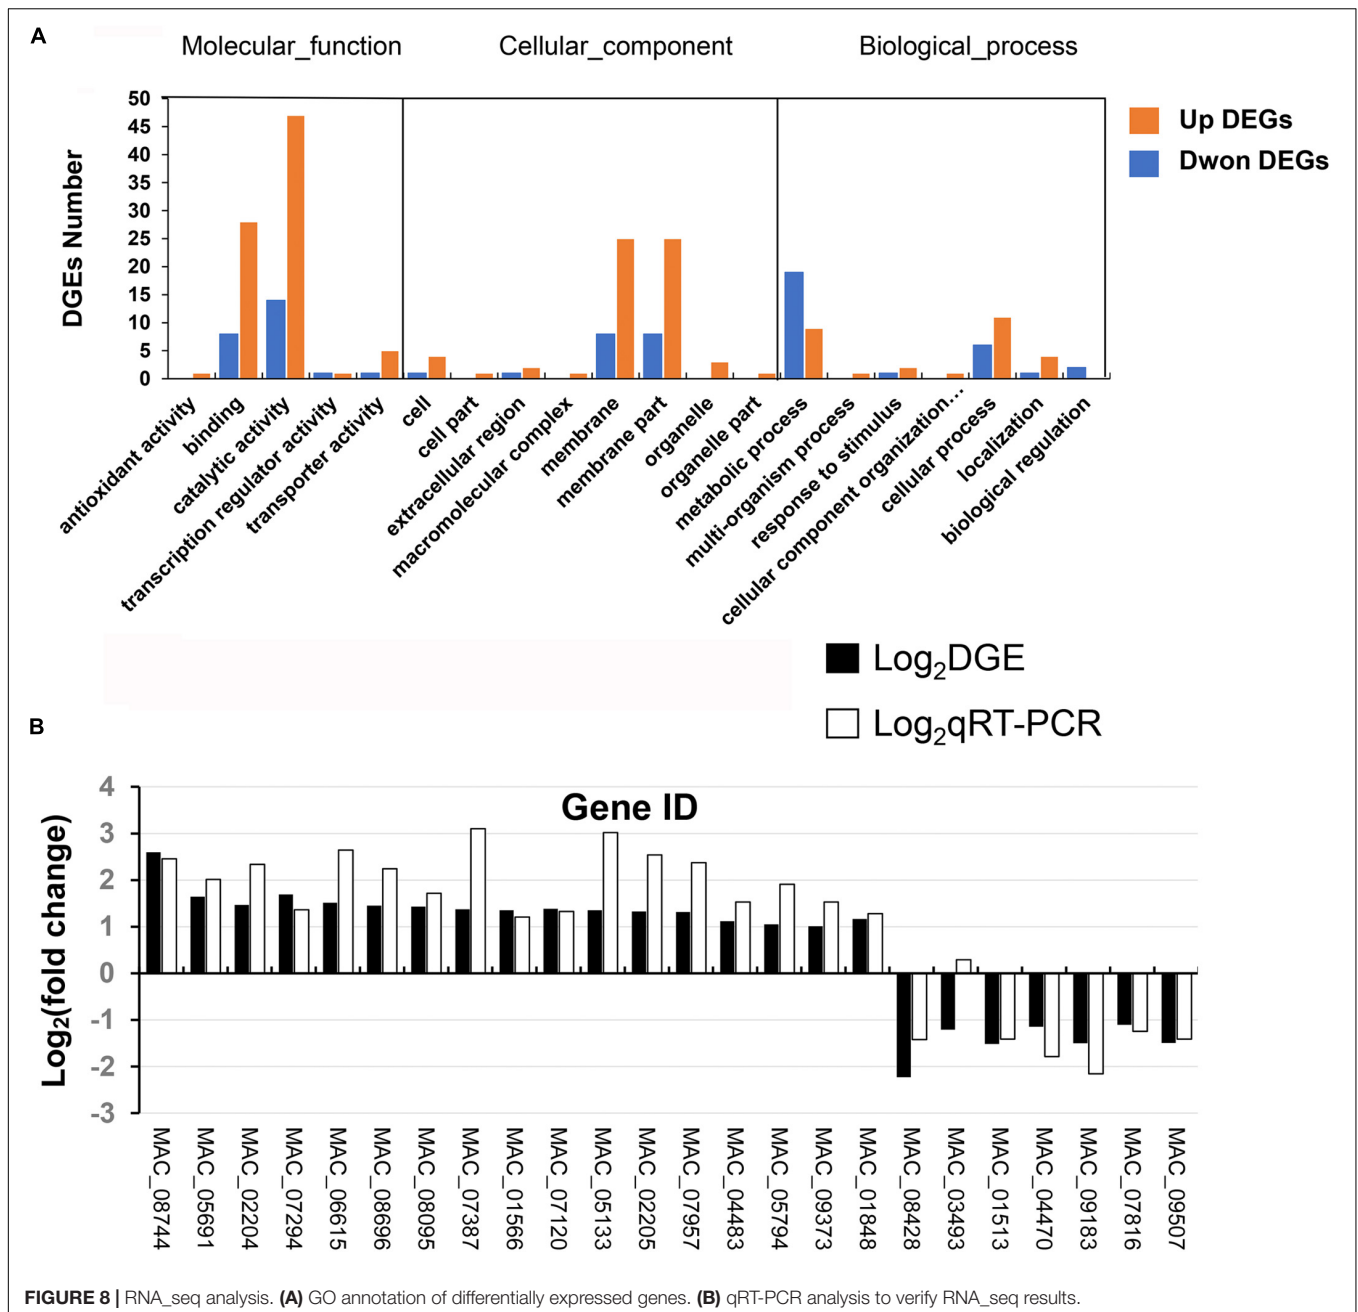 A
Molecular_function Cellular_component Biological_process
50
45
40
35
30
25
20
15
10
5
0
DGEs Number
Up DEGs
Dwon DEGs
antioxidant activity
binding
catalytic activity
transcription regulator activity
transporter activity
cell
cell part
extracellular region
macromolecular complex
membrane
membrane part
organelle
organelle part
metabolic process
multi-organism process
response to stimulus
cellular component organization...
cellular process
localization
biological regulation
Log2DGE
Log2qRT-PCR
B
Gene ID
4
3
2
1
0
-1
-2
-3
Log2(fold change)
MAC_08744
MAC_05691
MAC_02204
MAC_07294
MAC_06615
MAC_08696
MAC_08095
MAC_07387
MAC_01566
MAC_07120
MAC_05133
MAC_02205
MAC_07957
MAC_04483
MAC_05794
MAC_09373
MAC_01848
MAC_08428
MAC_03493
MAC_01513
MAC_04470
MAC_09183
MAC_07816
MAC_09507
FIGURE 8 | RNA_seq analysis. (A) GO annotation of differentially expressed genes. (B) qRT-PCR analysis to verify RNA_seq results.